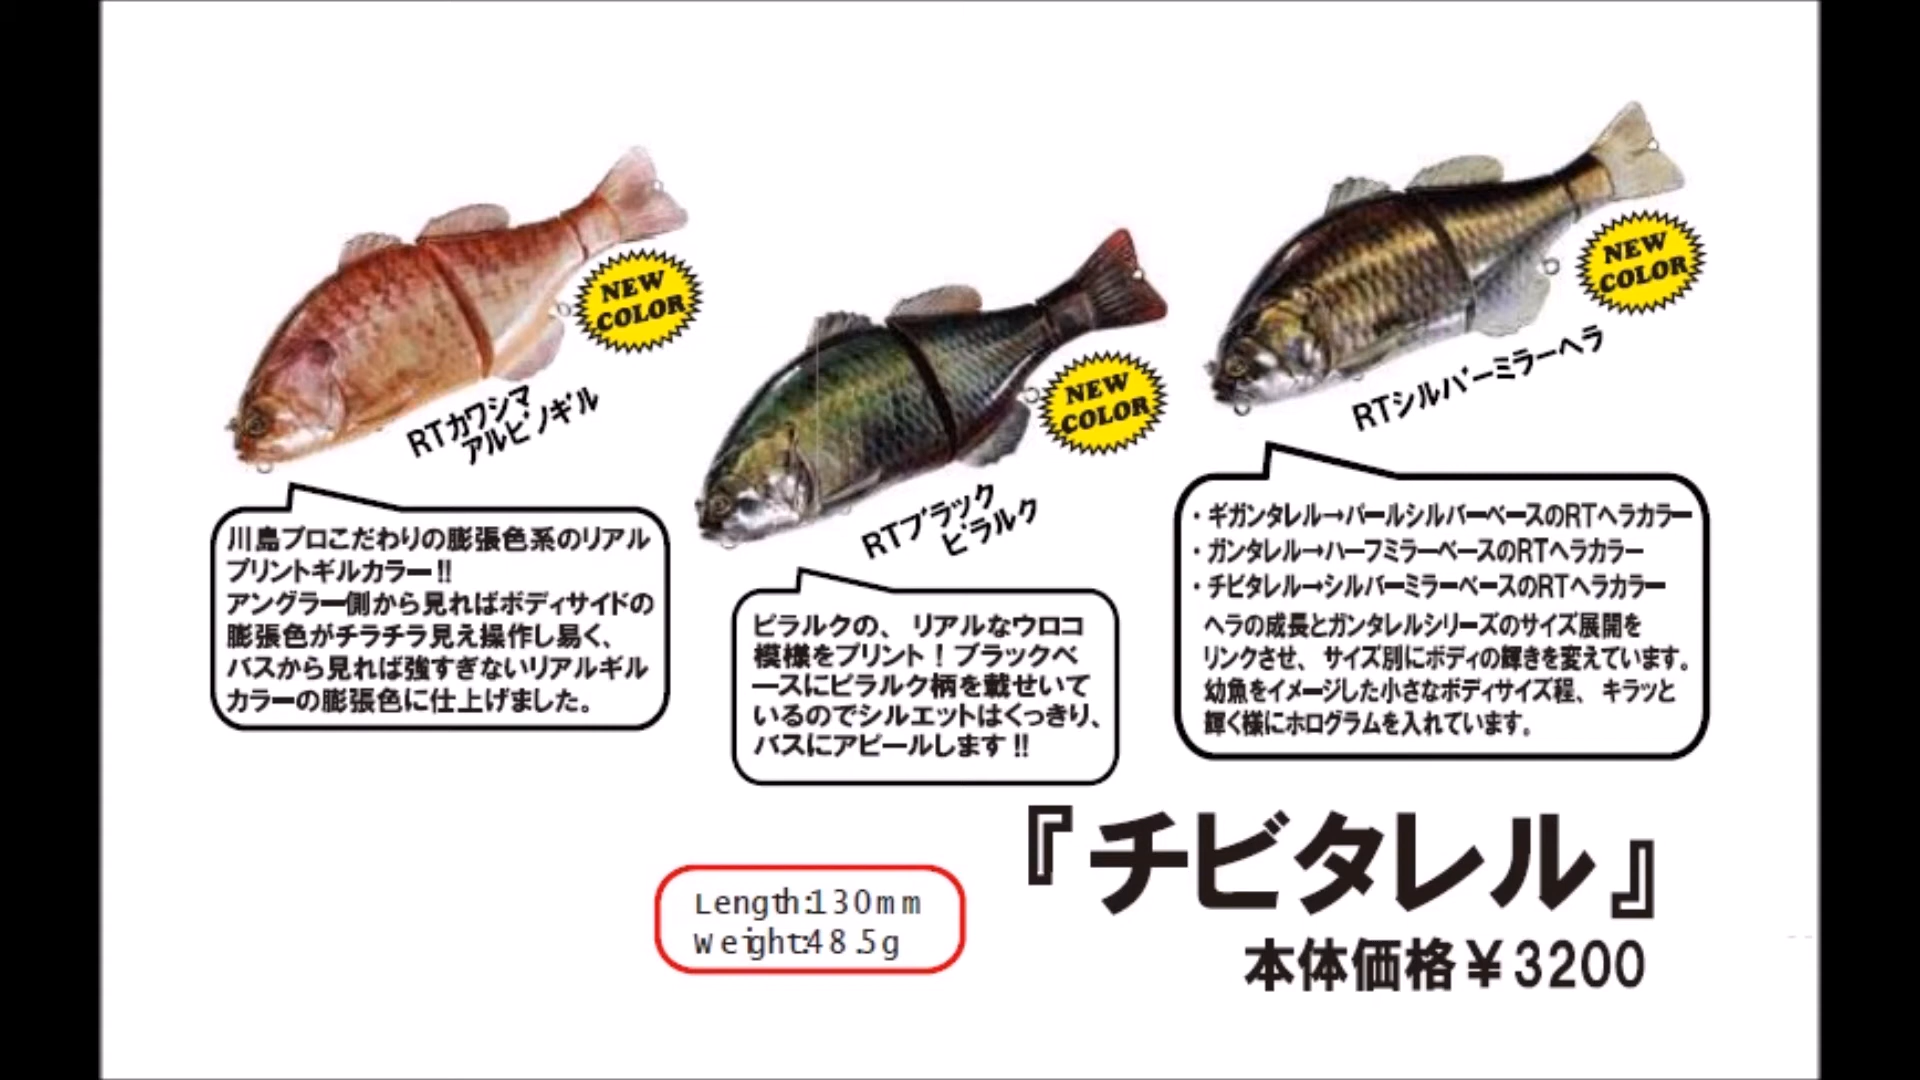 NEW
COLOR
RTカワシマ
アルビノギル
川島プロこだわりの膨張色系のリアル
プリントギルカラー!!
アングラー側から見ればボディサイドの
膨張色がチラチラ見え操作し易く、
バスから見れば強すぎないリアルギル
カラーの膨張色に仕上げました。
NEW
COLOR
RTブラック
ピラルク
ピラルクの、リアルなウロコ
模様をプリント！ブラックベ
ースにピラルク柄を載せいて
いるのでシルエットはくっきり、
バスにアピールします!!
NEW
COLOR
RTシルバーミラーヘラ
・ギガンタレル→パールシルバーベースのRTヘラカラー
・ガンタレル→ハーフミラーベースのRTヘラカラー
・チビタレル→シルバーミラーベースのRTヘラカラー
ヘラの成長とガンタレルシリーズのサイズ展開を
リンクさせ、サイズ別にボディの輝きを変えています。
幼魚をイメージした小さなボディサイズ程、キラッと
輝く様にホログラムを入れています。
『チビタレル』
Length:130mm
Weight:48.5g
本体価格￥3200